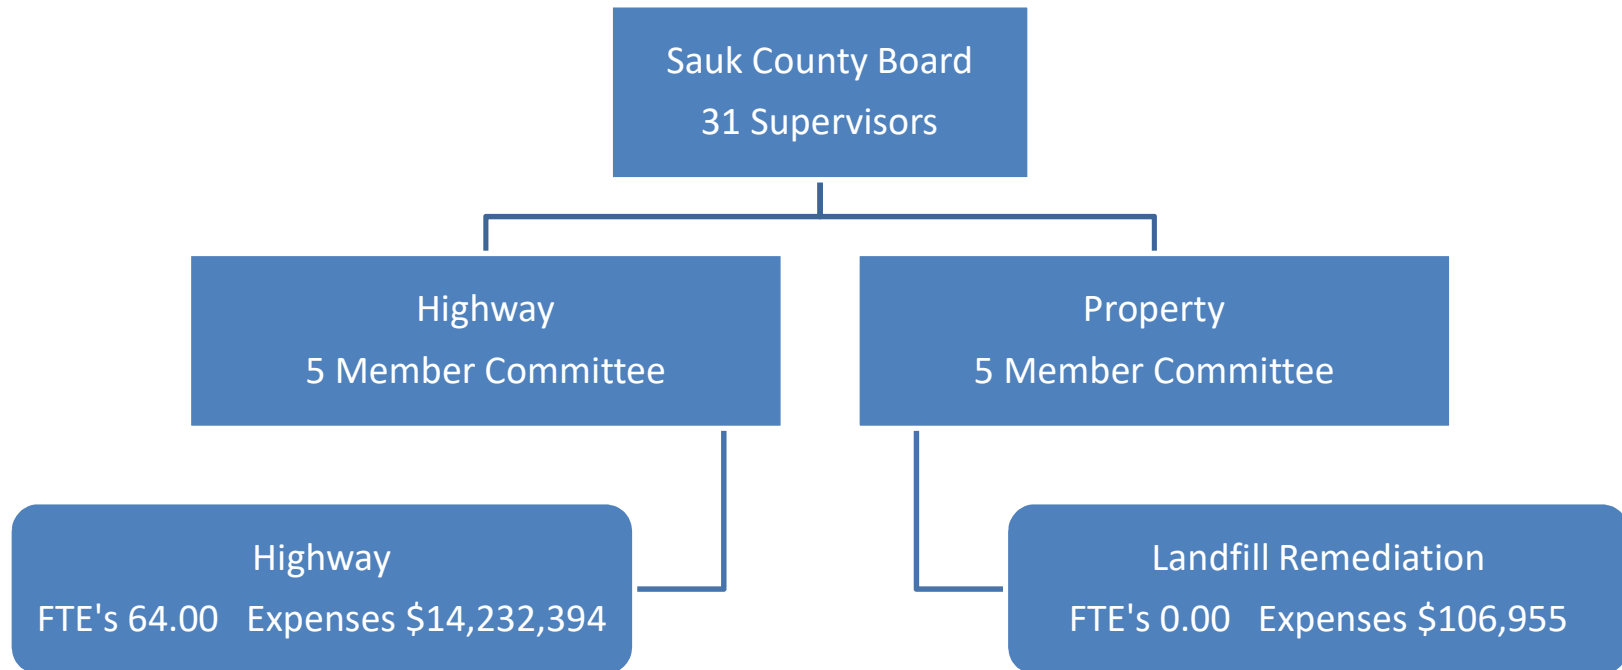 Sauk County Board
31 Supervisors
Highway
5 Member Committee
Property
5 Member Committee
Highway
FTE's 64.00   Expenses $14,232,394
Landfill Remediation
FTE's 0.00   Expenses $106,955